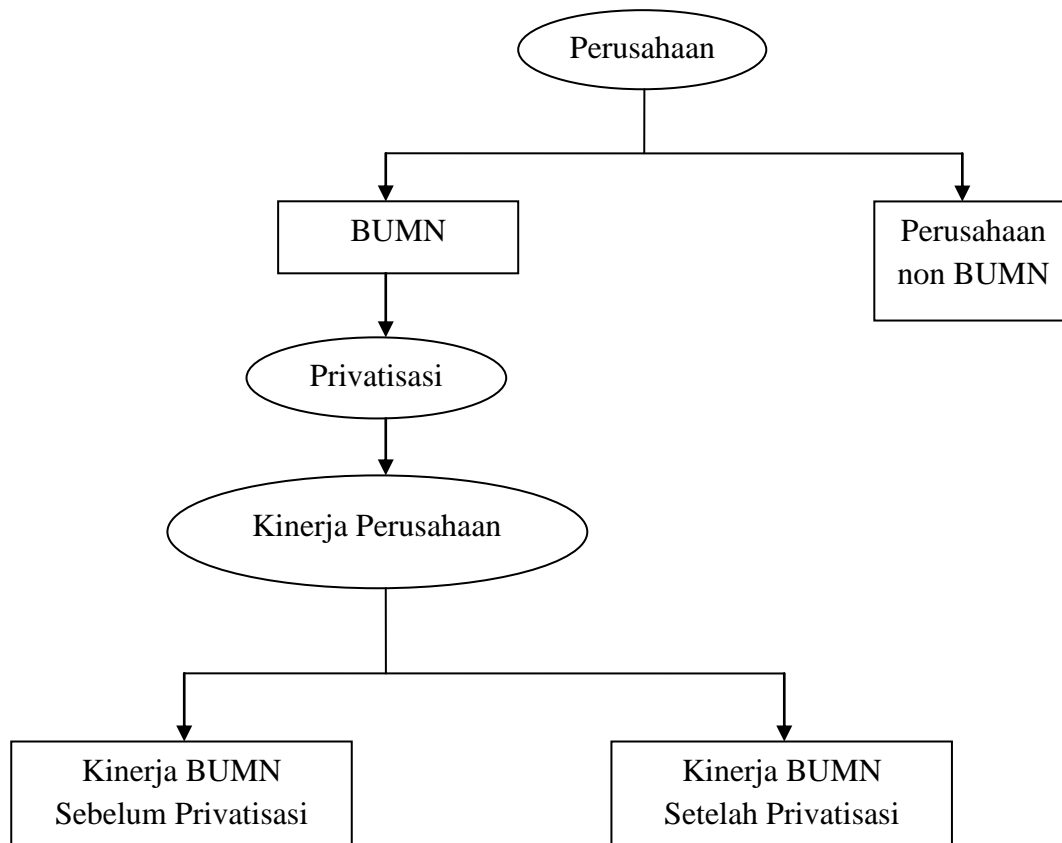 Perusahaan
BUMN
Perusahaan
non BUMN
Privatisasi
Kinerja Perusahaan
Kinerja BUMN
Sebelum Privatisasi
Kinerja BUMN
Setelah Privatisasi